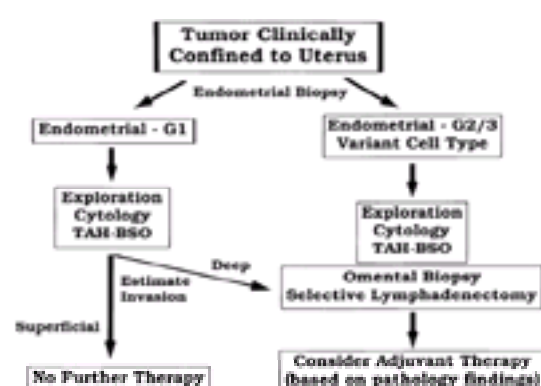 Tumor Clinically
Confined to Uterus
Endometrial Biopsy
Endometrial - G1
Endometrial - G2/3
Variant Cell Type
Exploration
Cytology
TAH-BSO
Exploration
Cytology
TAH-BSO
Deep
Estimate
Invasion
Omental Biopsy
Selective Lymphadenectomy
Superficial
No Further Therapy
Consider Adjuvant Therapy
(based on pathology findings)